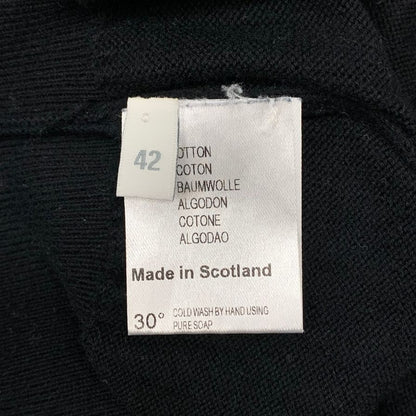 42
OTTON
COTON
BAUMWOLLE
ALGODON
COTONE
ALGODAO
Made in Scotland
30° COLD WASH BY HAND USING
PURE SOAP